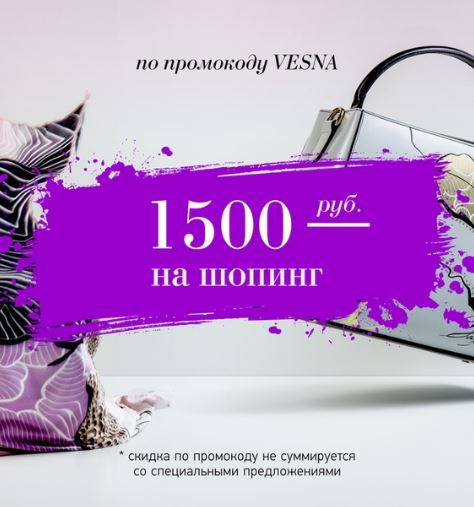 по промокоду VESNA
1500 руб.
на шопинг
* скидка по промокоду не суммируется
со специальными предложениями